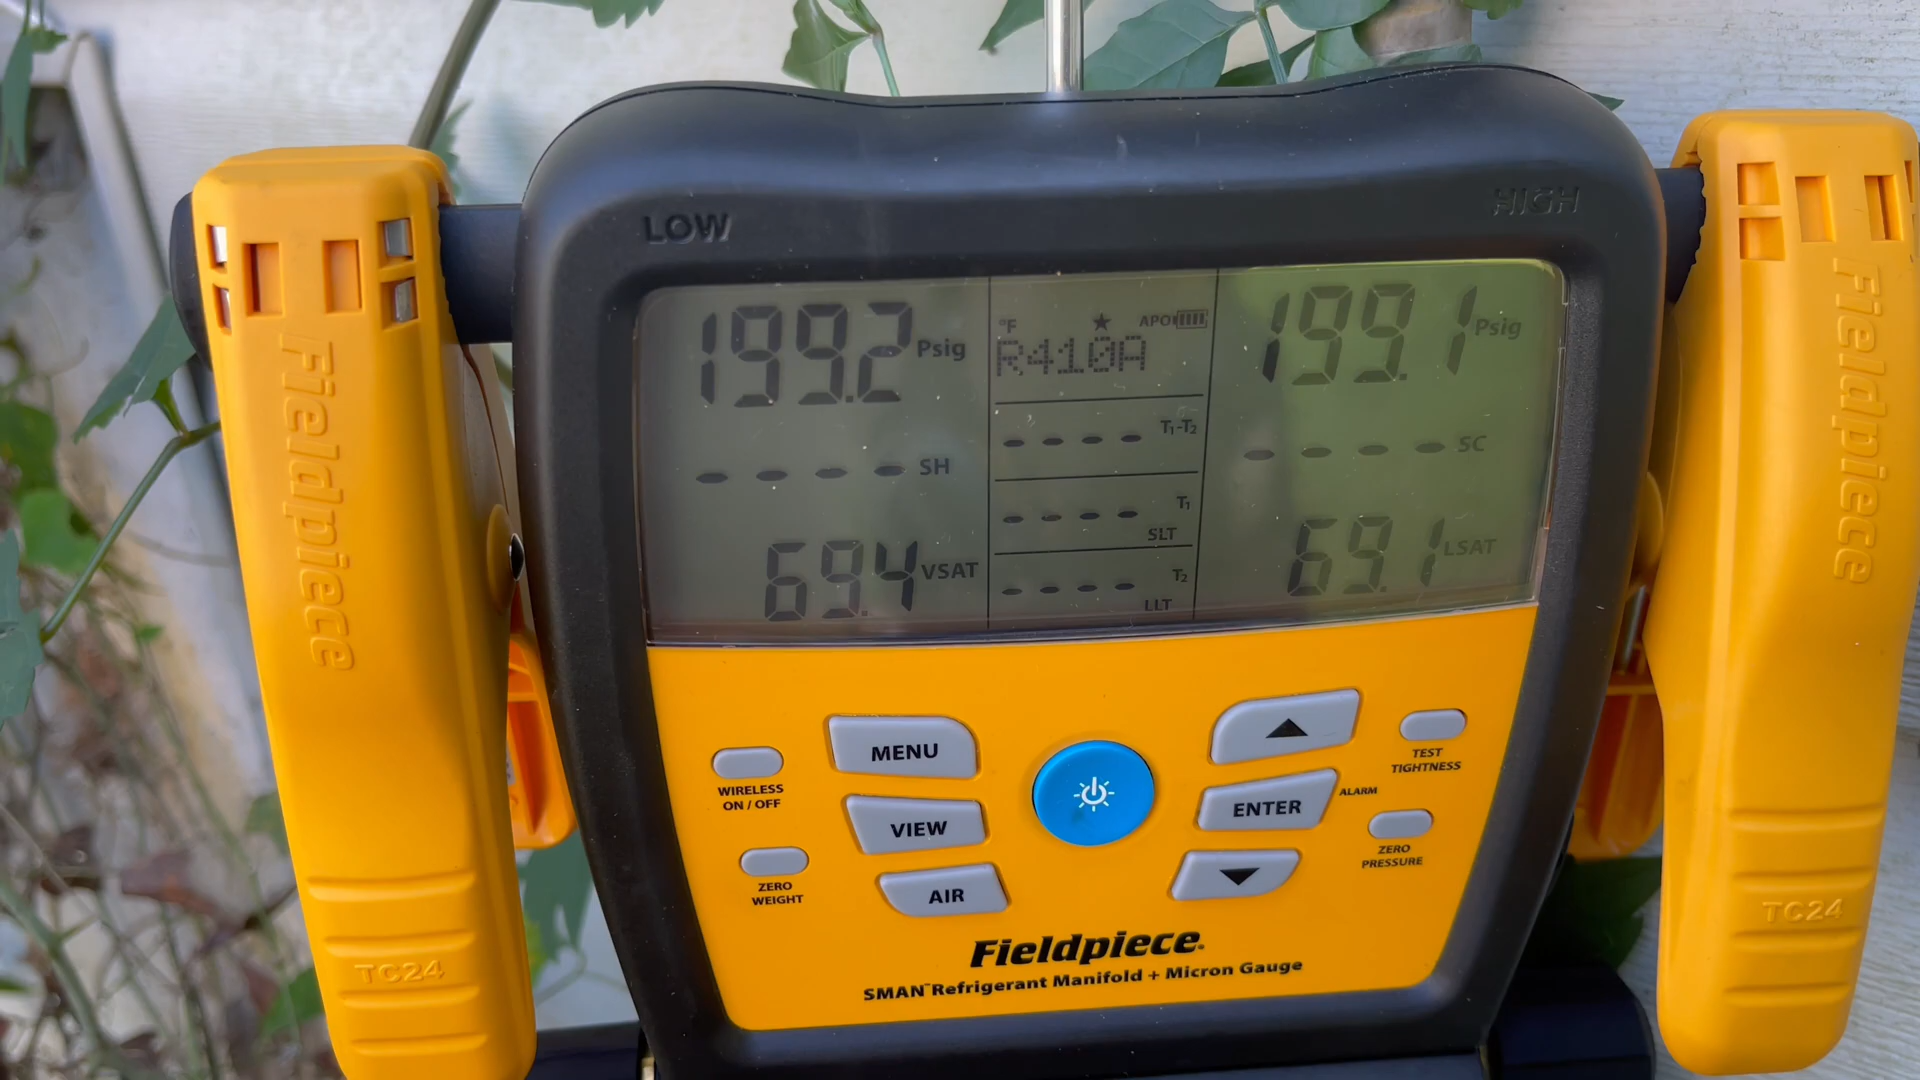 LOW
HIGH
199.2 Psig
°F
APO
R410A
199.1 Psig
---- T1-T2
---- SH
---- SC
---- T1
SLT
69.4 VSAT
---- T2
LLT
69.1 LSAT
Fieldpiece
Fieldpiece
MENU
TEST
TIGHTNESS
WIRELESS
ON / OFF
VIEW
ENTER
ALARM
ZERO
WEIGHT
AIR
ZERO
PRESSURE
TC24
TC24
Fieldpiece®
SMAN™ Refrigerant Manifold + Micron Gauge